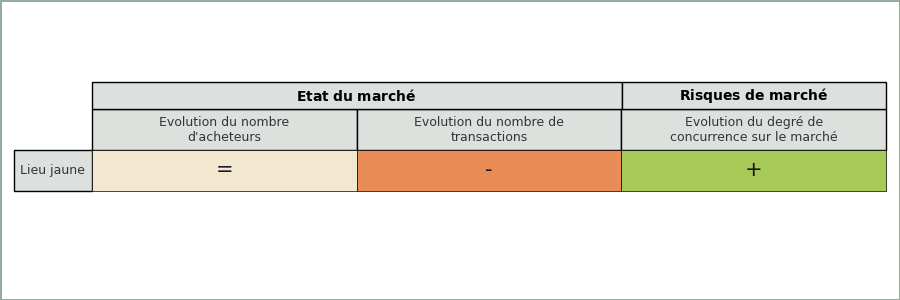 Etat du marché
Risques de marché
Evolution du nombre
d'acheteurs
Evolution du nombre de
transactions
Evolution du degré de
concurrence sur le marché
Lieu jaune
=
-
+